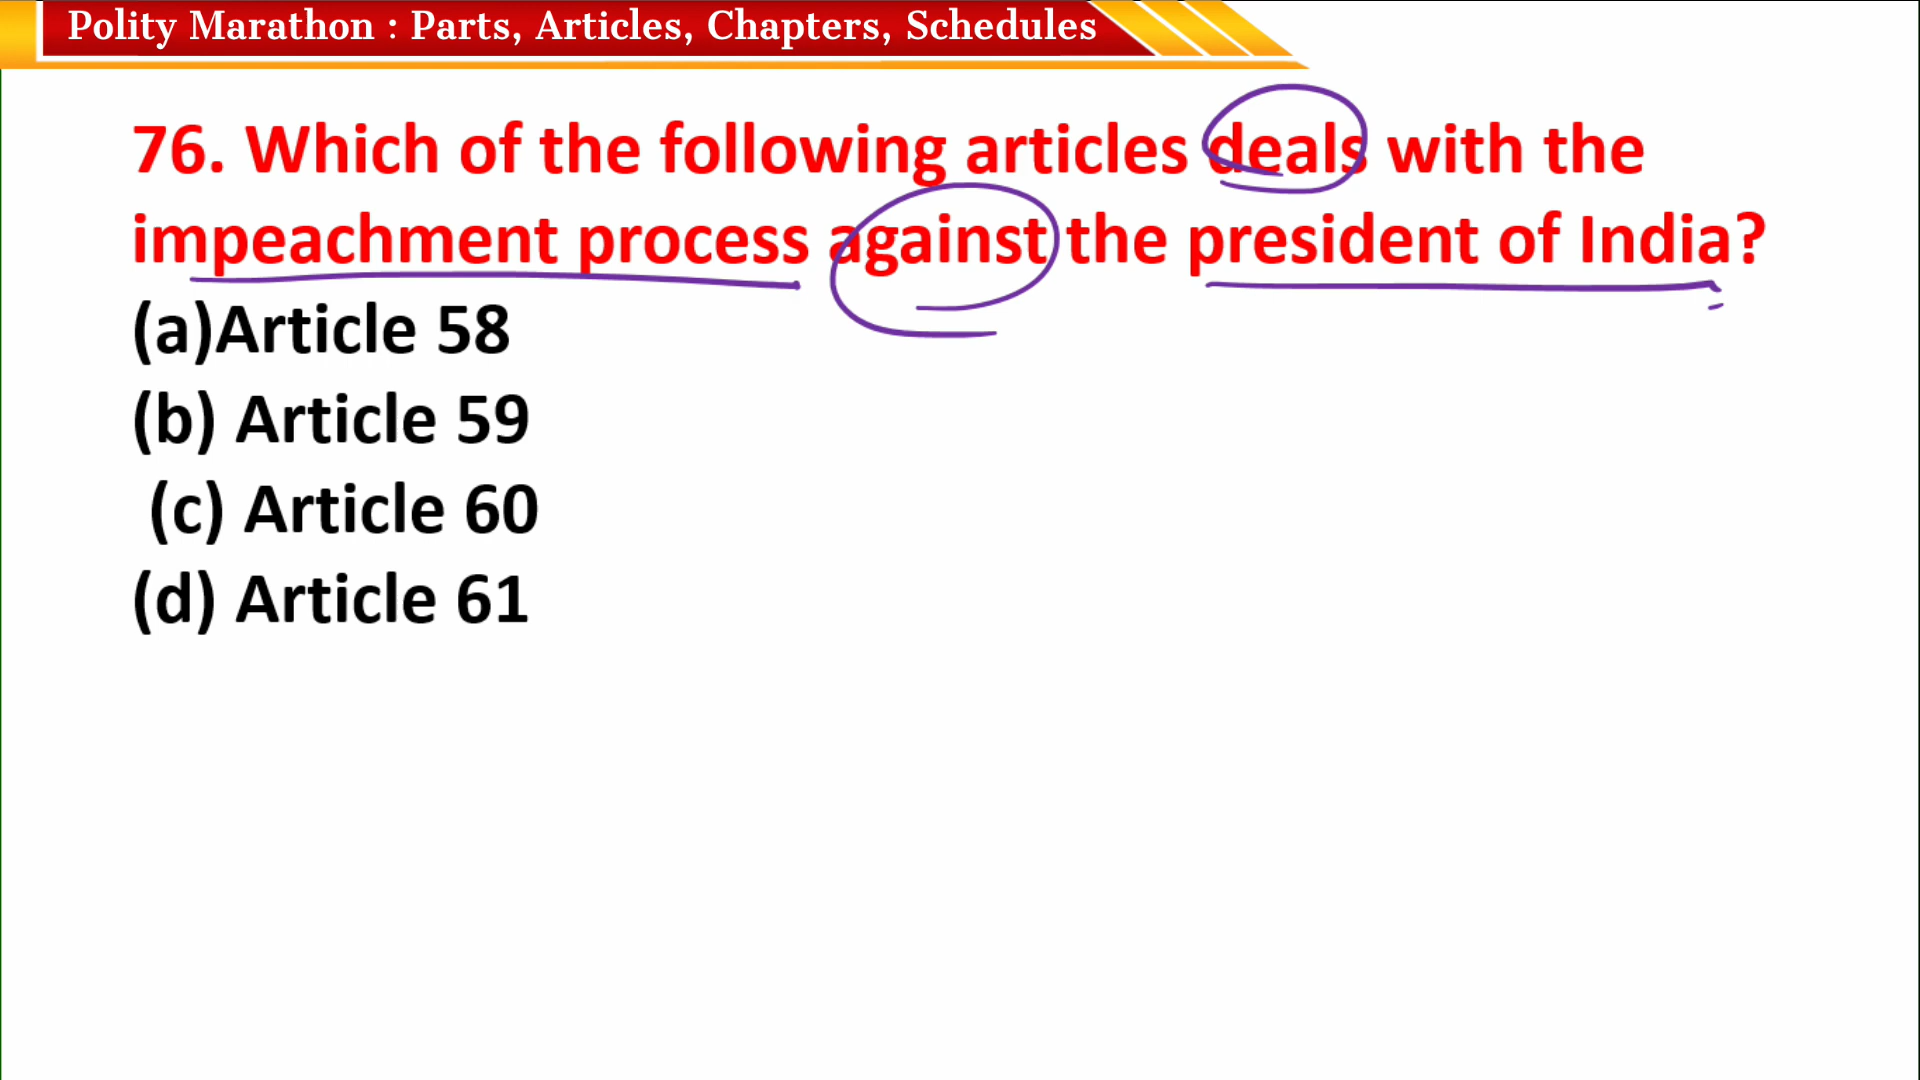 Polity Marathon : Parts, Articles, Chapters, Schedules
76. Which of the following articles deals with the
impeachment process against the president of India?
(a)Article 58
(b) Article 59
(c) Article 60
(d) Article 61